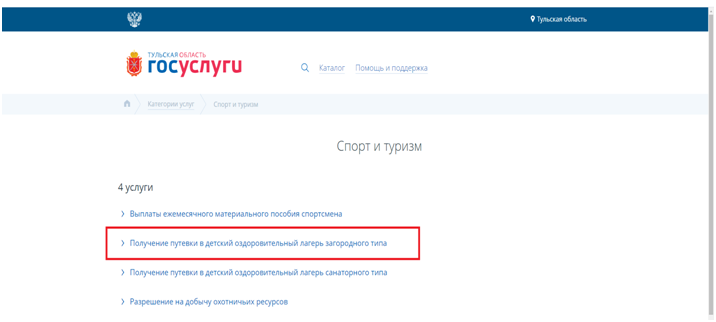 Тульская область
ТУЛЬСКАЯ ОБЛАСТЬ
госуслуги
Каталог
Помощь и поддержка
Категории услуг
Спорт и туризм
Спорт и туризм
4 услуги
Выплаты ежемесячного материального пособия спортсмена
Получение путевки в детский оздоровительный лагерь загородного типа
Получение путевки в детский оздоровительный лагерь санаторного типа
Разрешение на добычу охотничьих ресурсов